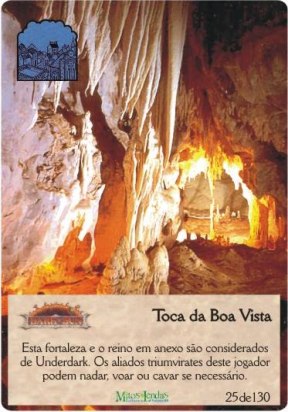 Toca da Boa Vista
Esta fortaleza e o reino em anexo são considerados
de Underdark. Os aliados triumvirates deste jogador
podem nadar, voar ou cavar se necessário.
Mitos e Lendas
25 de 130